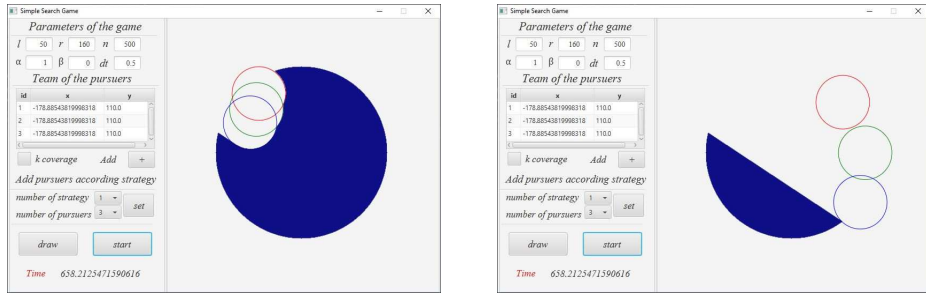 Simple Search Game
Parameters of the game
l 50 r 160 n 500
α 1 β 0 dt 0.5
Team of the pursuers
id x y
1 -178.88543819998318 110.0
2 -178.88543819998318 110.0
3 -178.88543819998318 110.0
k coverage Add +
Add pursuers according strategy
number of strategy 1
set
number of pursuers 3
draw start
Time 658.2125471590616
Simple Search Game
Parameters of the game
l 50 r 160 n 500
α 1 β 0 dt 0.5
Team of the pursuers
id x y
1 -178.88543819998318 110.0
2 -178.88543819998318 110.0
3 -178.88543819998318 110.0
k coverage Add +
Add pursuers according strategy
number of strategy 1
set
number of pursuers 3
draw start
Time 658.2125471590616